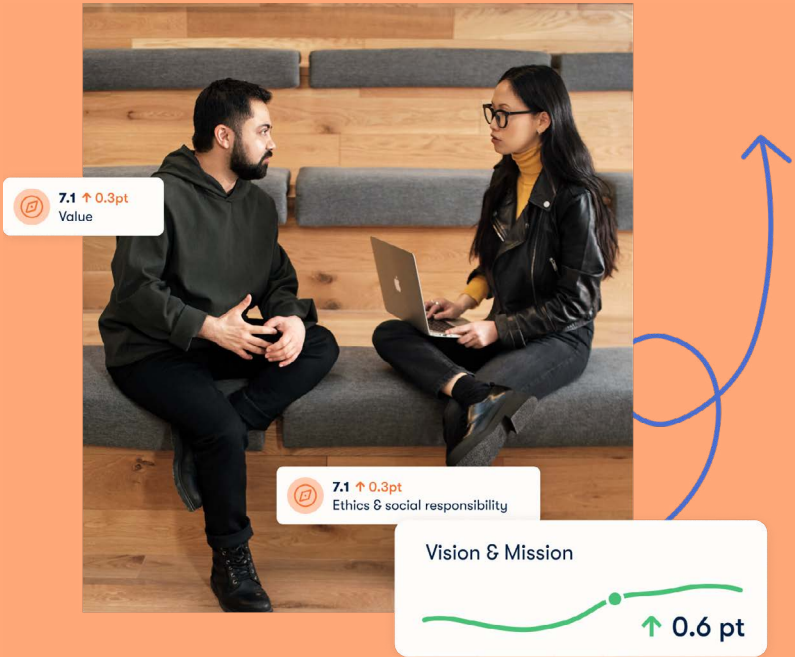 7.1 ↑ 0.3pt
Value
7.1 ↑ 0.3pt
Ethics & social responsibility
Vision & Mission
↑ 0.6 pt